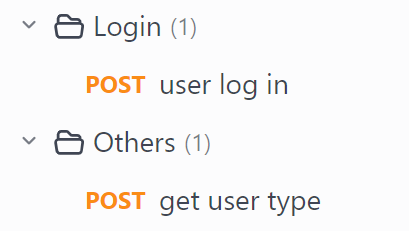 Login (1)
POST user log in
Others (1)
POST get user type